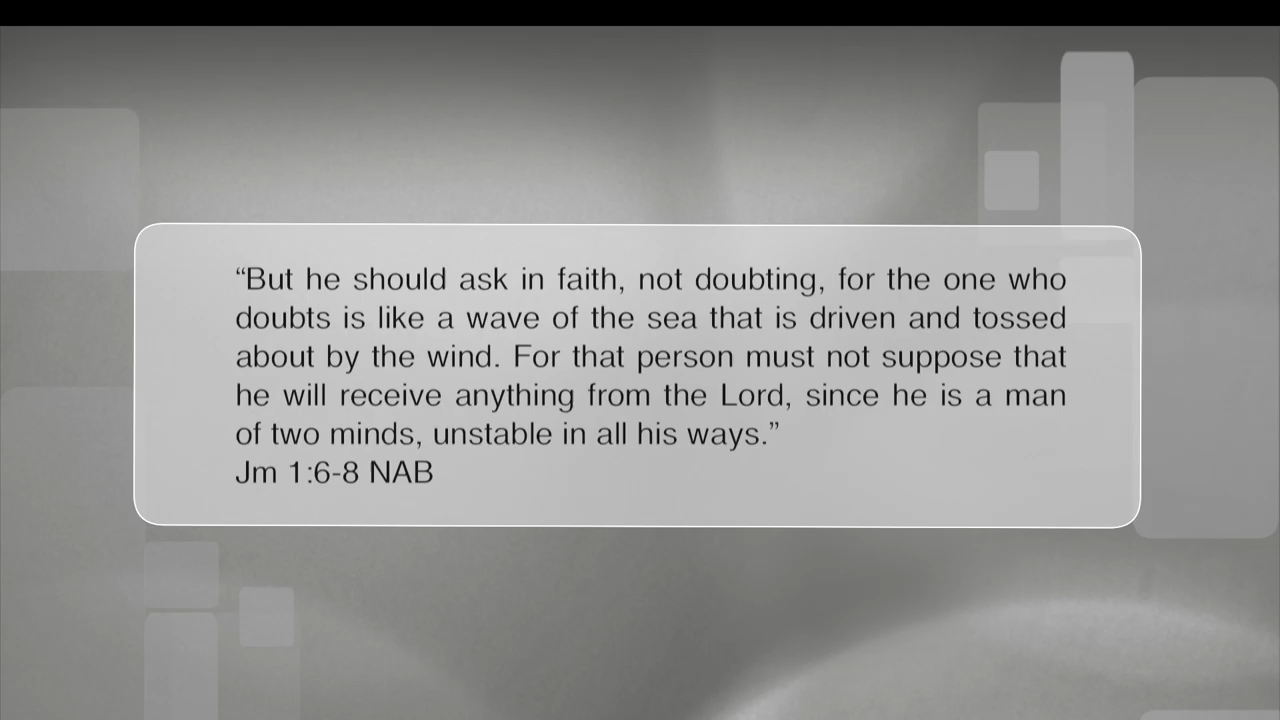 “But he should ask in faith, not doubting, for the one who
doubts is like a wave of the sea that is driven and tossed
about by the wind. For that person must not suppose that
he will receive anything from the Lord, since he is a man
of two minds, unstable in all his ways.”
Jm 1:6-8 NAB